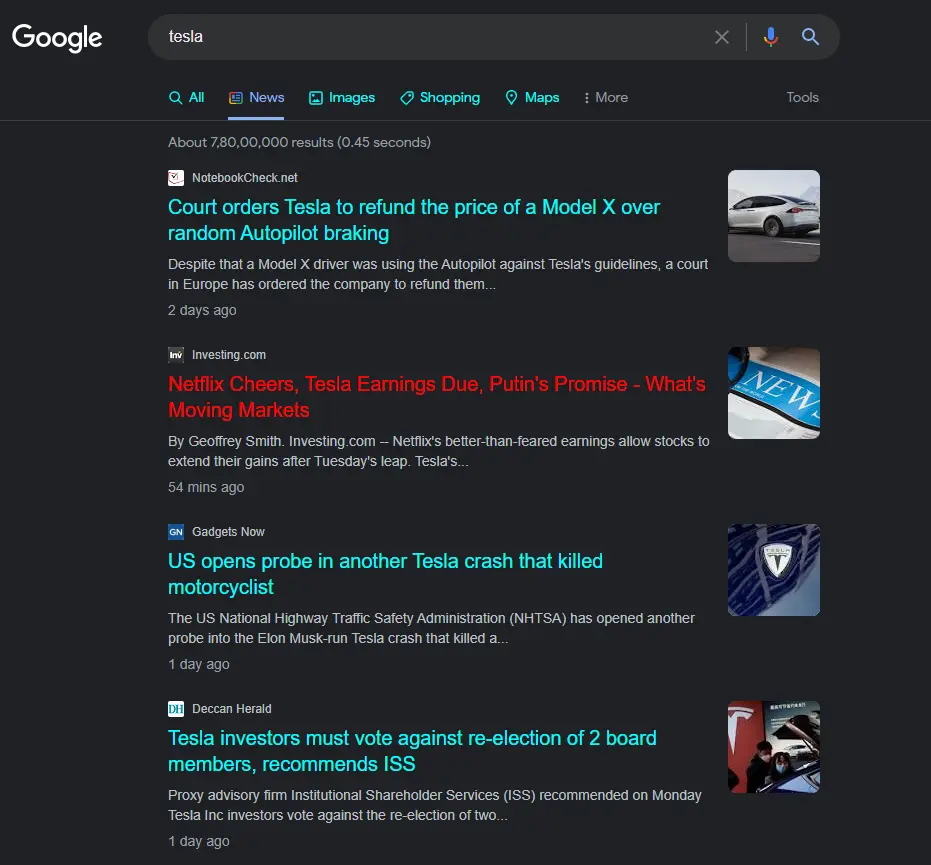 Google
tesla
All News Images Shopping Maps More Tools
About 7,80,00,000 results (0.45 seconds)
NotebookCheck.net
Court orders Tesla to refund the price of a Model X over
random Autopilot braking
Despite that a Model X driver was using the Autopilot against Tesla's guidelines, a court
in Europe has ordered the company to refund them...
2 days ago
Inv Investing.com
Netflix Cheers, Tesla Earnings Due, Putin's Promise - What's
Moving Markets
By Geoffrey Smith. Investing.com -- Netflix's better-than-feared earnings allow stocks to
extend their gains after Tuesday's leap. Tesla's...
54 mins ago
NEWS
GN Gadgets Now
US opens probe in another Tesla crash that killed
motorcyclist
The US National Highway Traffic Safety Administration (NHTSA) has opened another
probe into the Elon Musk-run Tesla crash that killed a...
1 day ago
TESLA
DH Deccan Herald
Tesla investors must vote against re-election of 2 board
members, recommends ISS
Proxy advisory firm Institutional Shareholder Services (ISS) recommended on Monday
Tesla Inc investors vote against the re-election of two...
1 day ago